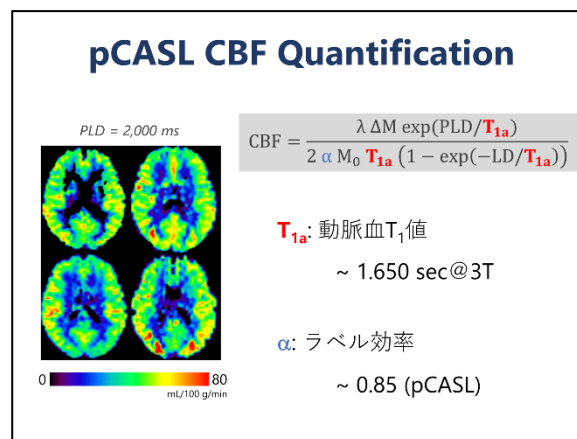 pCASL CBF Quantification
PLD = 2,000 ms
CBF = λ ΔM exp(PLD/T₁ₐ) / 2 α M₀ T₁ₐ (1 − exp(−LD/T₁ₐ))
T₁ₐ: 動脈血T₁値
~ 1.650 sec@3T
α: ラベル効率
~ 0.85 (pCASL)
0 80
mL/100 g/min